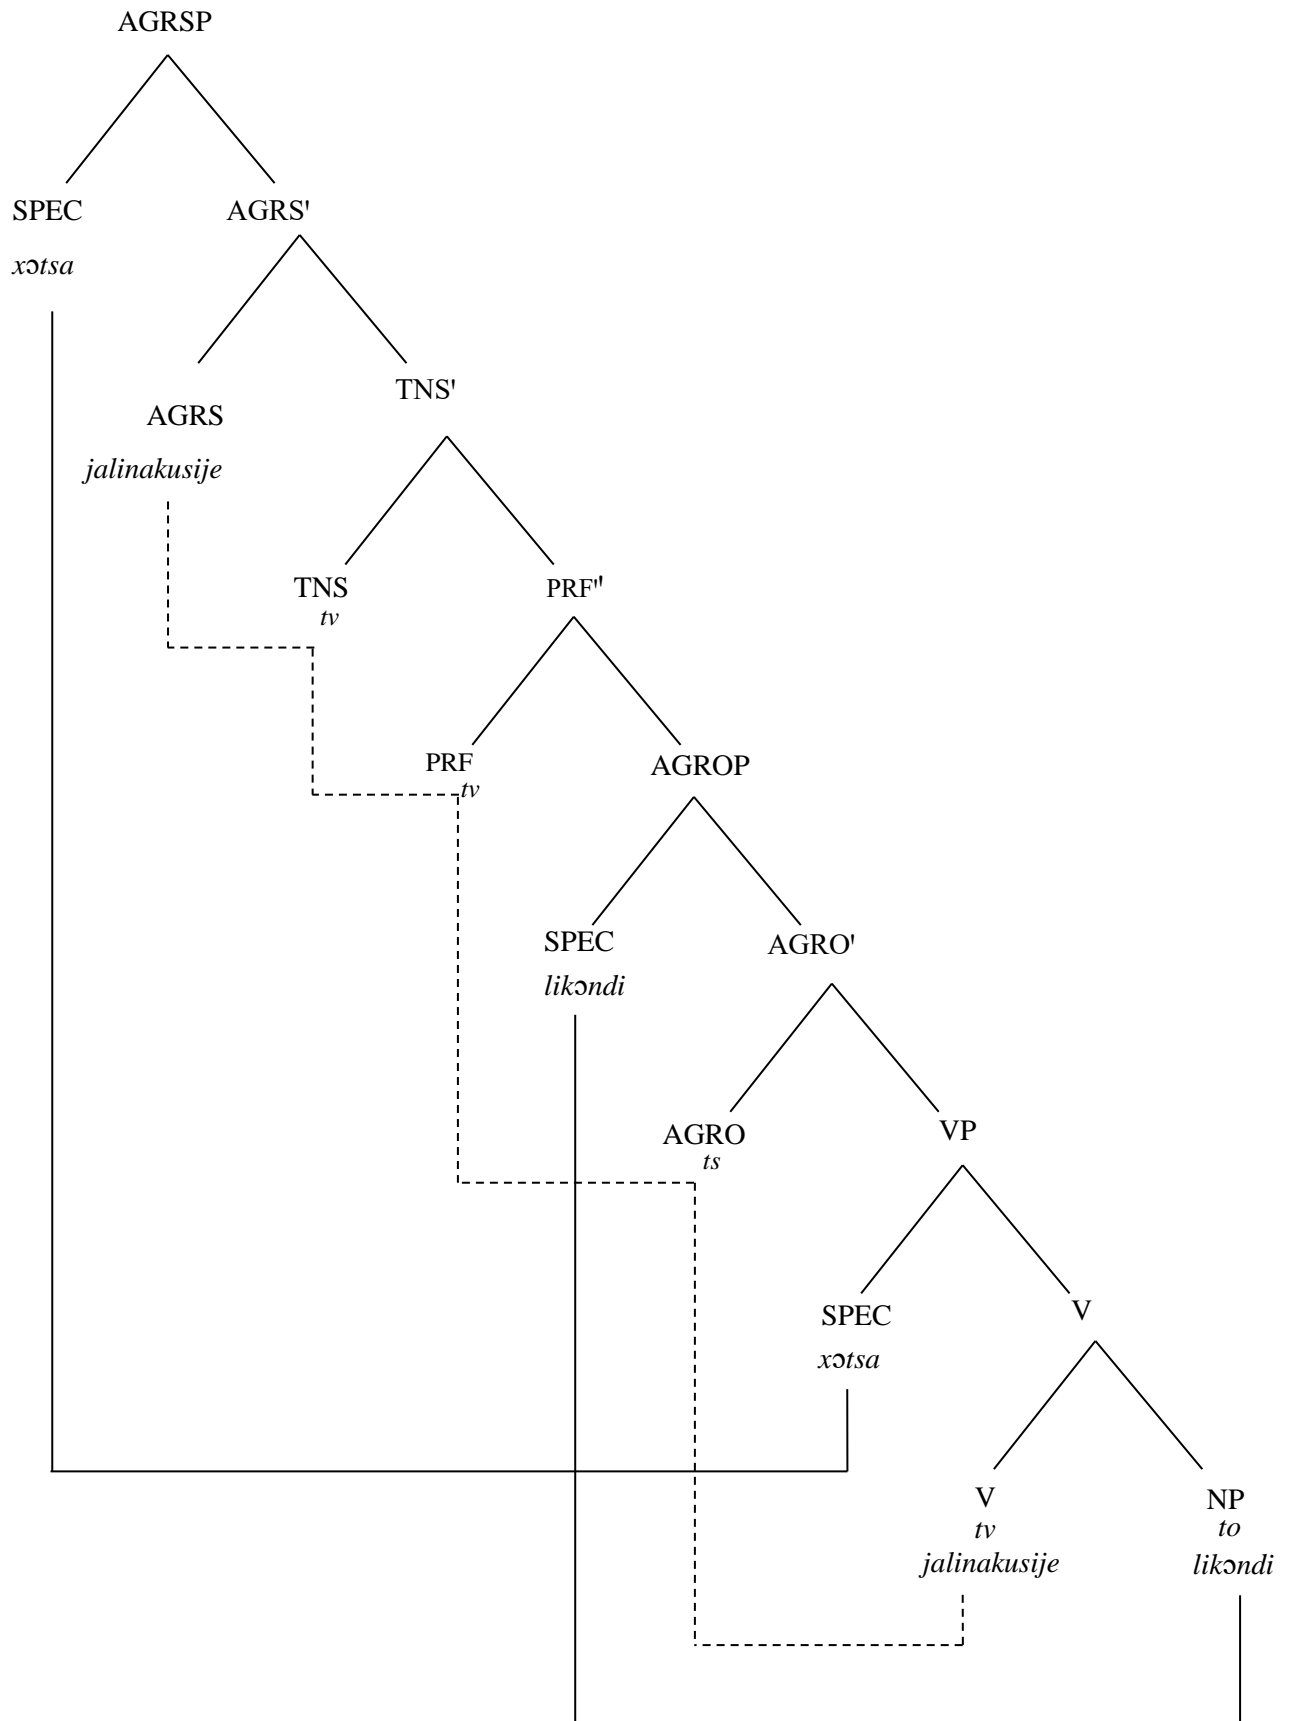 AGRSP
SPEC AGRS'
xɔtsa
TNS'
AGRS
jalinakusije
TNS PRF''
tv
PRF AGROP
tv
SPEC AGRO'
likɔndi
AGRO VP
ts
SPEC V
xɔtsa
V NP
tv to
jalinakusije likɔndi